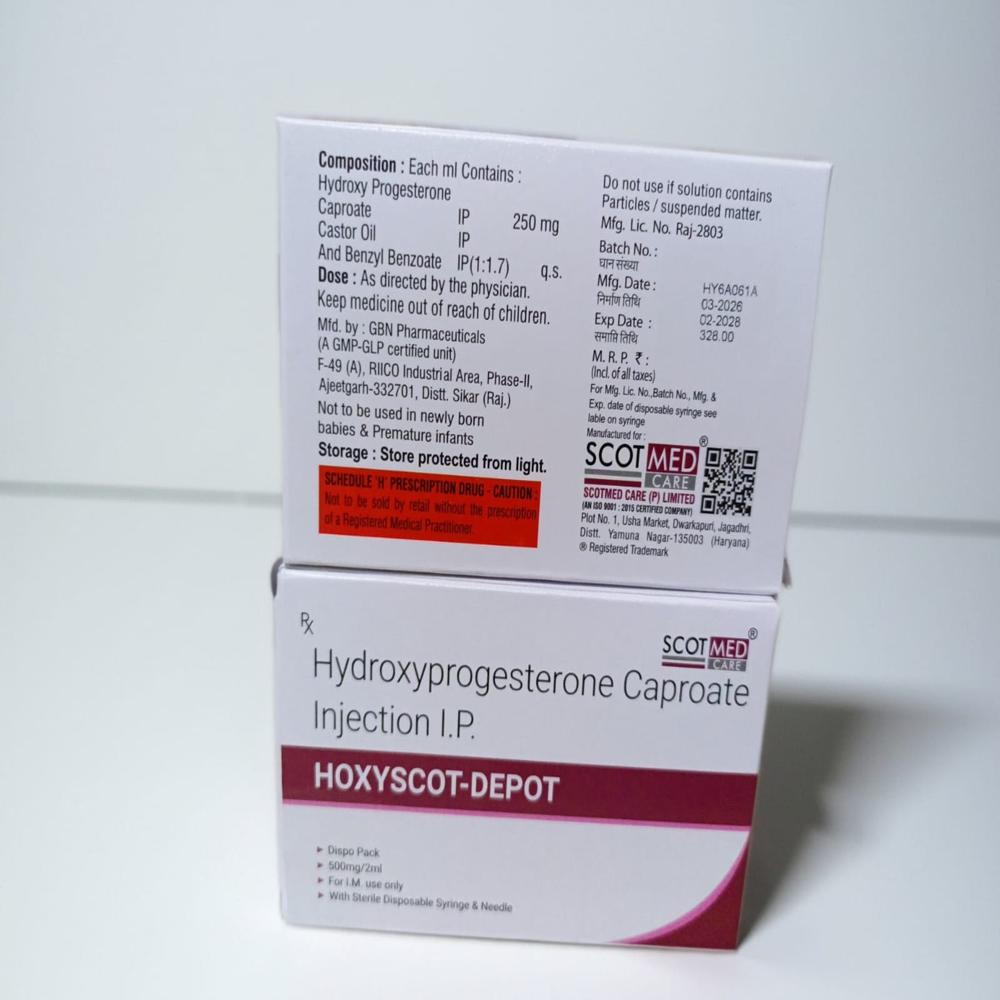 Composition : Each ml Contains :
Hydroxy Progesterone
Caproate IP 250 mg
Castor Oil IP
And Benzyl Benzoate IP(1:1.7) q.s.
Dose : As directed by the physician.
Keep medicine out of reach of children.
Mfd. by : GBN Pharmaceuticals
(A GMP-GLP certified unit)
F-49 (A), RIICO Industrial Area, Phase-II,
Ajeetgarh-332701, Distt. Sikar (Raj.)
Not to be used in newly born
babies & Premature infants
Storage : Store protected from light.
SCHEDULE 'H' PRESCRIPTION DRUG - CAUTION :
Not to be sold by retail without the prescription
of a Registered Medical Practitioner.
Do not use if solution contains
Particles / suspended matter.
Mfg. Lic. No. Raj-2803
Batch No. :
घान संख्या
Mfg. Date : HY6A061A
निर्माण तिथि 03-2026
Exp Date : 02-2028
समाप्ति तिथि 328.00
M. R. P. ₹ :
(Incl. of all taxes)
For Mfg. Lic. No.,Batch No., Mfg. &
Exp. date of disposable syringe see
lable on syringe
Manufactured for :
SCOT MED ®
CARE
SCOTMED CARE (P) LIMITED
(AN ISO 9001 : 2015 CERTIFIED COMPANY)
Plot No. 1, Usha Market, Dwarkapuri, Jagadhri,
Distt. Yamuna Nagar-135003 (Haryana)
® Registered Trademark
Rx
SCOT MED ®
CARE
Hydroxyprogesterone Caproate
Injection I.P.
HOXYSCOT-DEPOT
Dispo Pack
500mg/2ml
For I.M. use only
With Sterile Disposable Syringe & Needle